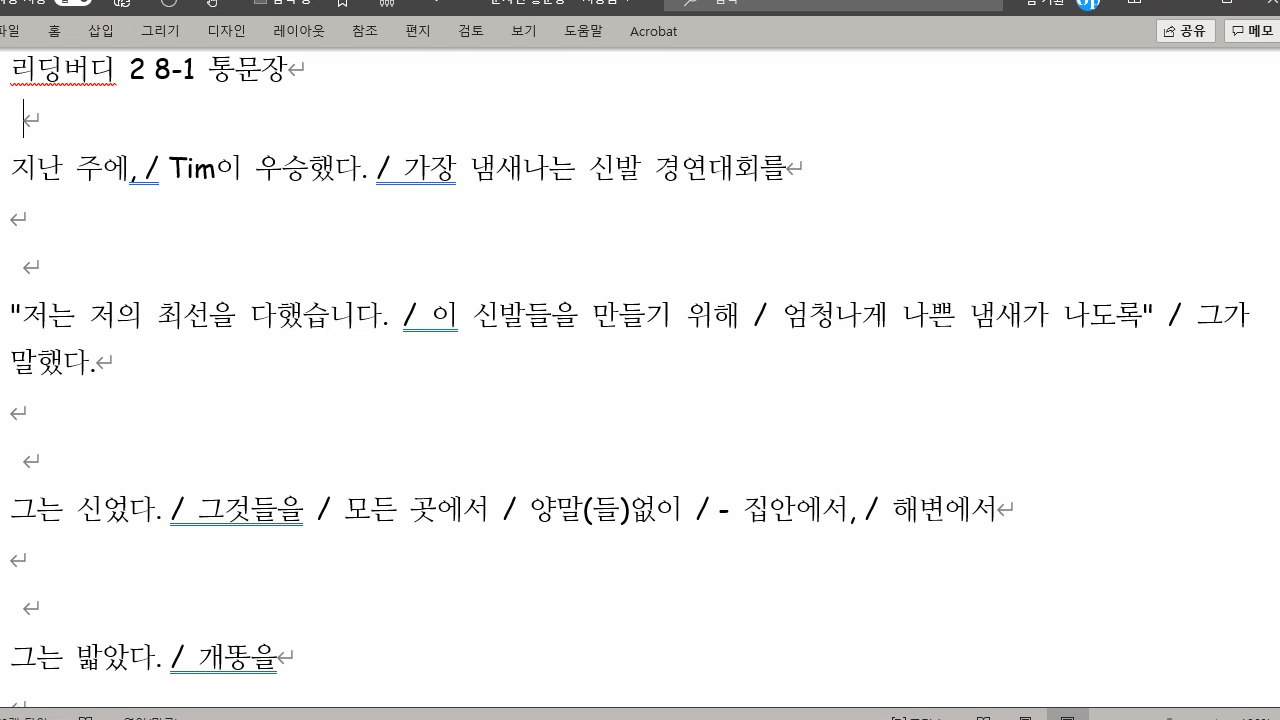 홈 삽입 그리기 디자인 레이아웃 참조 편지 검토 보기 도움말 Acrobat 공유 메모
리딩버디 2 8-1 통문장
지난 주에, / Tim이 우승했다. / 가장 냄새나는 신발 경연대회를
"저는 저의 최선을 다했습니다. / 이 신발들을 만들기 위해 / 엄청나게 나쁜 냄새가 나도록" / 그가
말했다.
그는 신었다. / 그것들을 / 모든 곳에서 / 양말(들)없이 / - 집안에서, / 해변에서
그는 밟았다. / 개똥을